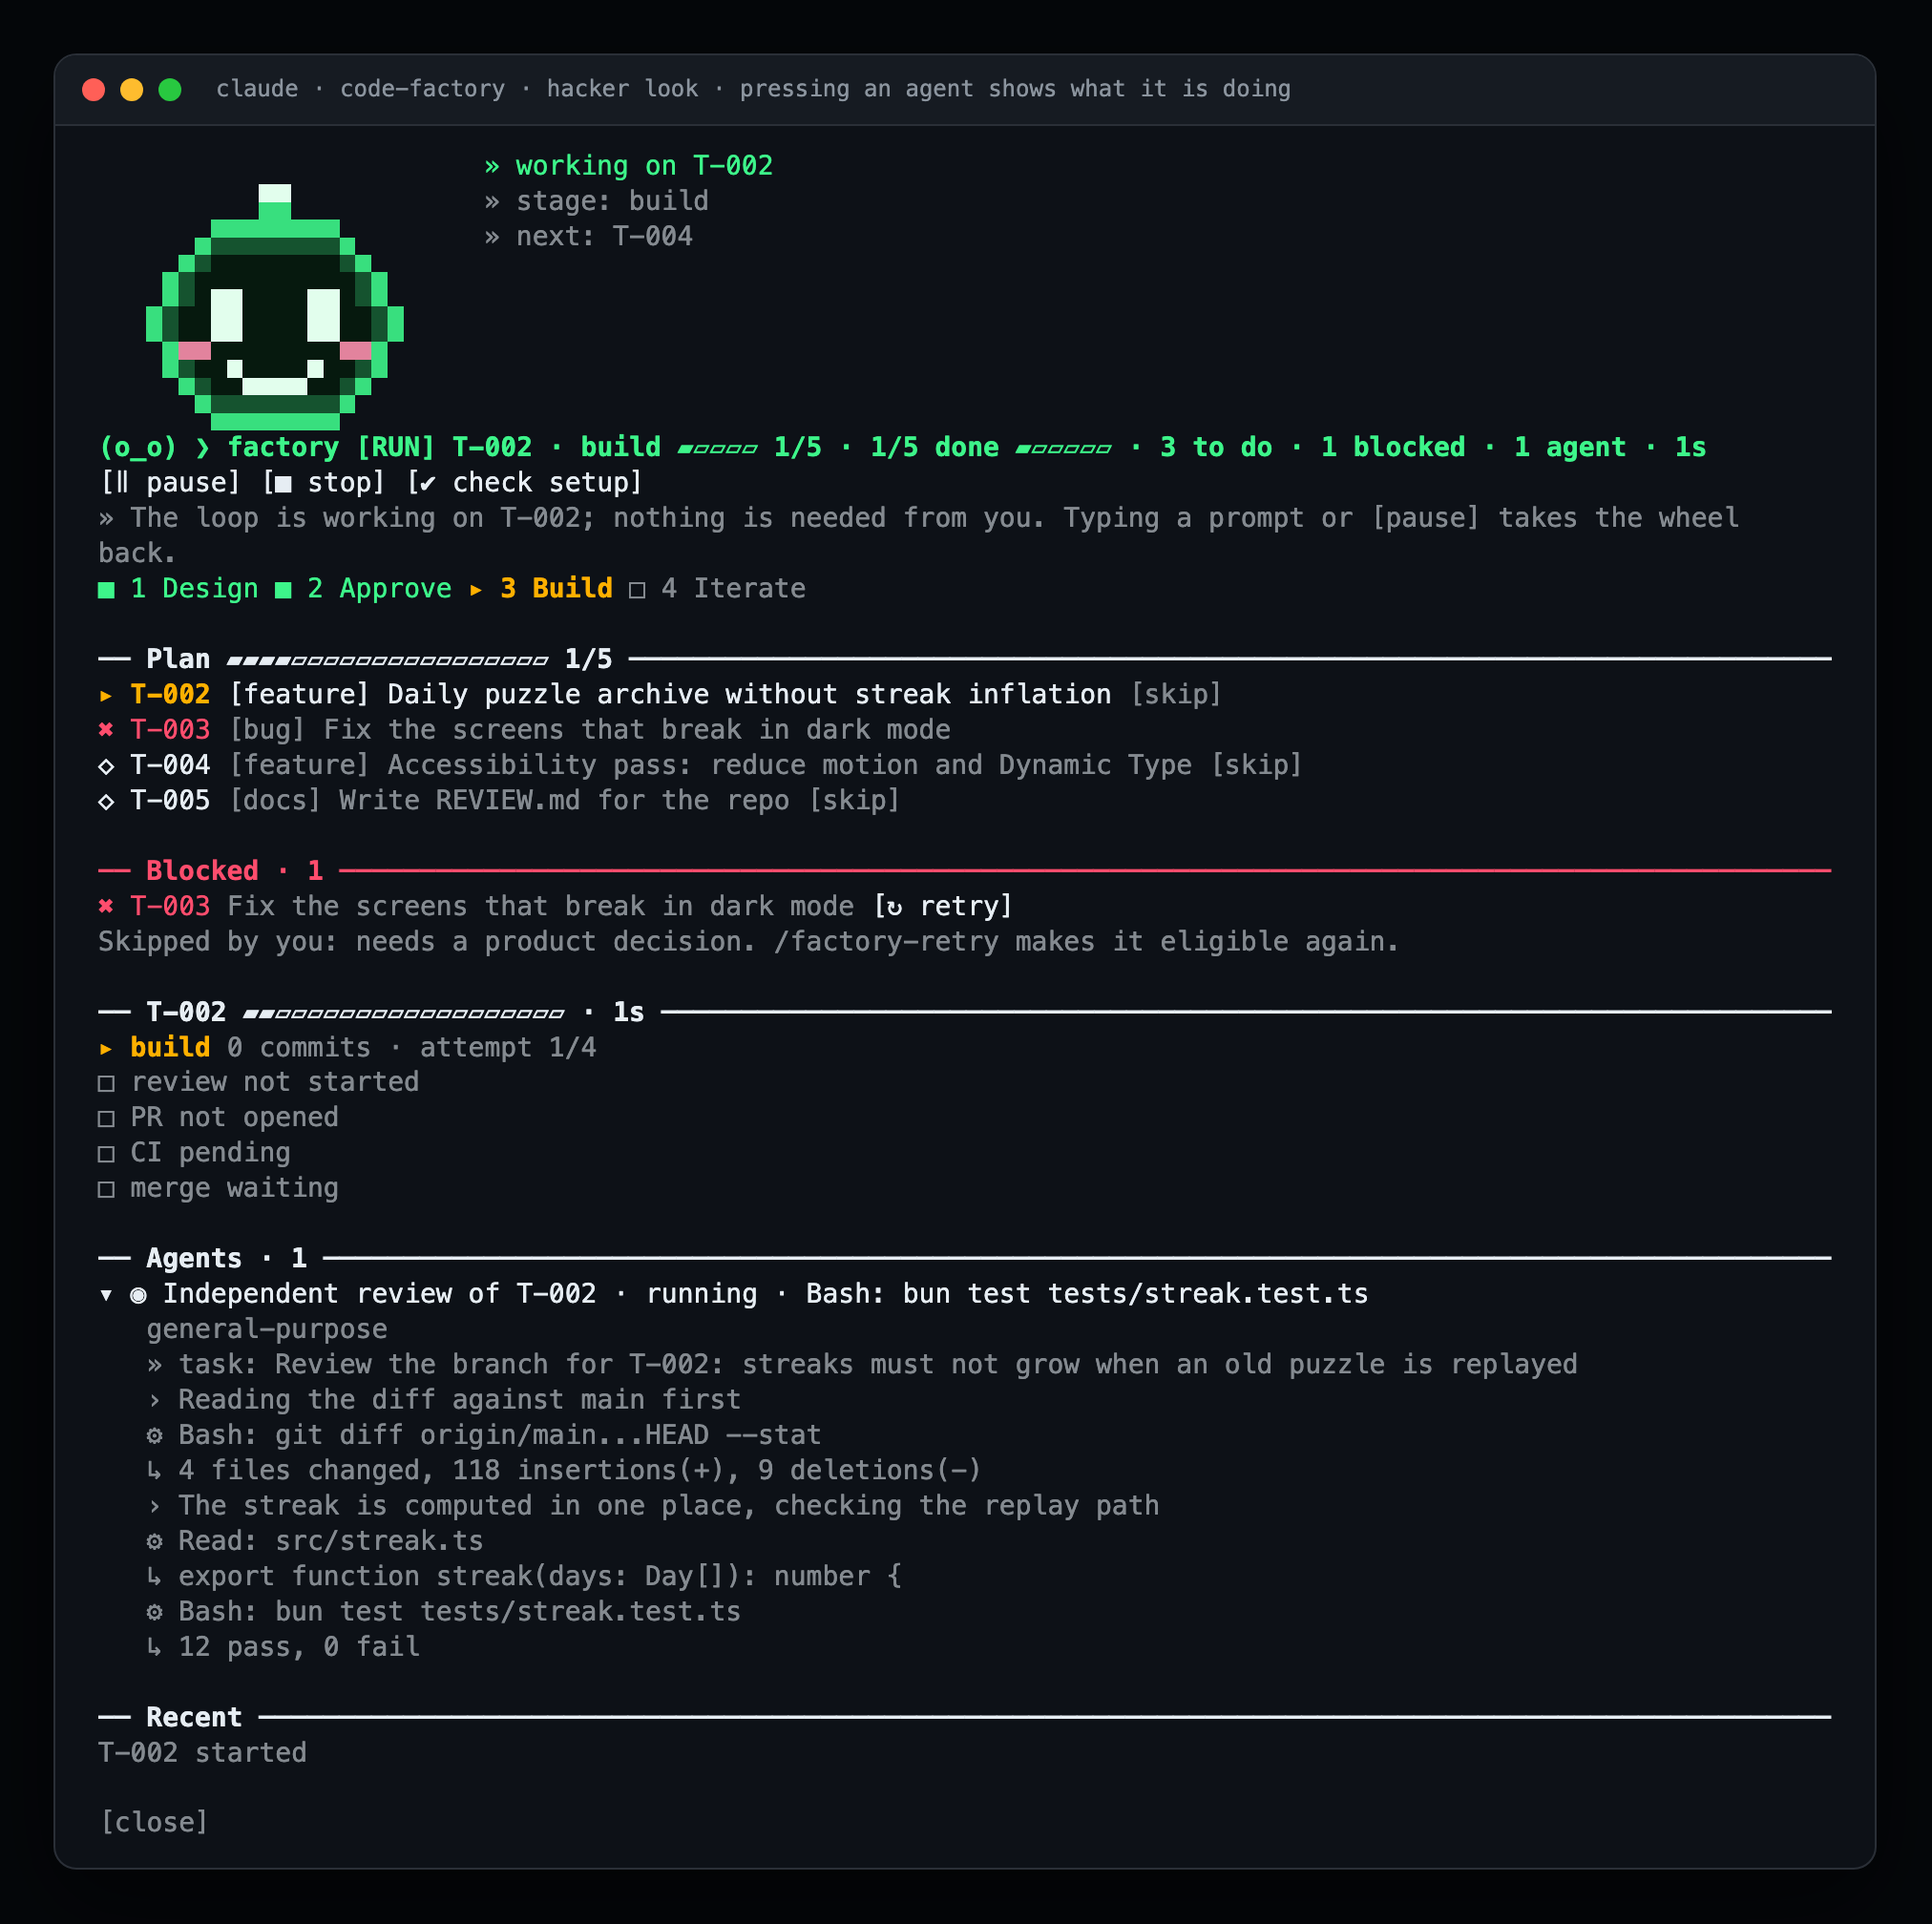 claude · code-factory · hacker look · pressing an agent shows what it is doing
» working on T-002
» stage: build
» next: T-004
(o_o) ❯ factory [RUN] T-002 · build ▰▱▱▱▱ 1/5 · 1/5 done ▰▱▱▱▱▱ · 3 to do · 1 blocked · 1 agent · 1s
[‖ pause] [■ stop] [✔ check setup]
» The loop is working on T-002; nothing is needed from you. Typing a prompt or [pause] takes the wheel
back.
■ 1 Design ■ 2 Approve ▸ 3 Build □ 4 Iterate
── Plan ▰▰▰▰▱▱▱▱▱▱▱▱▱▱▱▱▱▱▱▱ 1/5 ──
▸ T-002 [feature] Daily puzzle archive without streak inflation [skip]
✖ T-003 [bug] Fix the screens that break in dark mode
◇ T-004 [feature] Accessibility pass: reduce motion and Dynamic Type [skip]
◇ T-005 [docs] Write REVIEW.md for the repo [skip]
── Blocked · 1 ──
✖ T-003 Fix the screens that break in dark mode [↻ retry]
Skipped by you: needs a product decision. /factory-retry makes it eligible again.
── T-002 ▰▰▱▱▱▱▱▱▱▱▱▱▱▱▱▱▱▱▱▱ · 1s ──
▸ build 0 commits · attempt 1/4
□ review not started
□ PR not opened
□ CI pending
□ merge waiting
── Agents · 1 ──
▾ ◉ Independent review of T-002 · running · Bash: bun test tests/streak.test.ts
general-purpose
» task: Review the branch for T-002: streaks must not grow when an old puzzle is replayed
› Reading the diff against main first
⚙ Bash: git diff origin/main...HEAD --stat
↳ 4 files changed, 118 insertions(+), 9 deletions(-)
› The streak is computed in one place, checking the replay path
⚙ Read: src/streak.ts
↳ export function streak(days: Day[]): number {
⚙ Bash: bun test tests/streak.test.ts
↳ 12 pass, 0 fail
── Recent ──
T-002 started
[close]